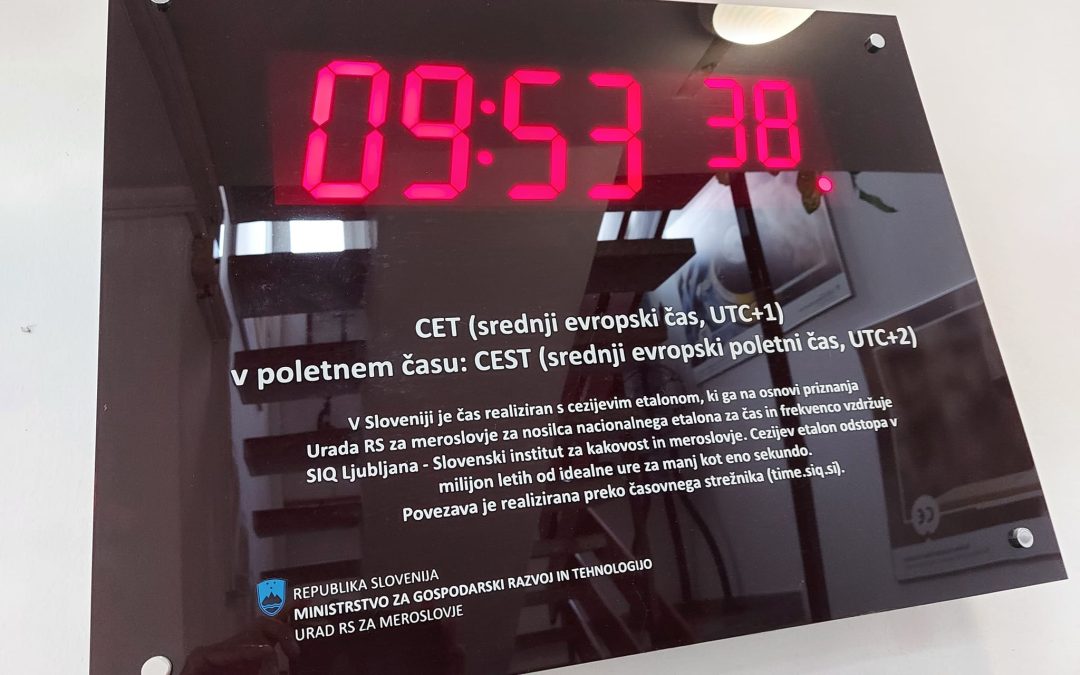 09:53 38
CET (srednji evropski čas, UTC+1)
v poletnem času: CEST (srednji evropski poletni čas, UTC+2)
V Sloveniji je čas realiziran s cezijevim etalonom, ki ga na osnovi priznanja
Urada RS za meroslovje za nosilca nacionalnega etalona za čas in frekvenco vzdržuje
SIQ Ljubljana - Slovenski institut za kakovost in meroslovje. Cezijev etalon odstopa v
milijon letih od idealne ure za manj kot eno sekundo.
Povezava je realizirana preko časovnega strežnika (time.siq.si).
REPUBLIKA SLOVENIJA
MINISTRSTVO ZA GOSPODARSKI RAZVOJ IN TEHNOLOGIJO
URAD RS ZA MEROSLOVJE